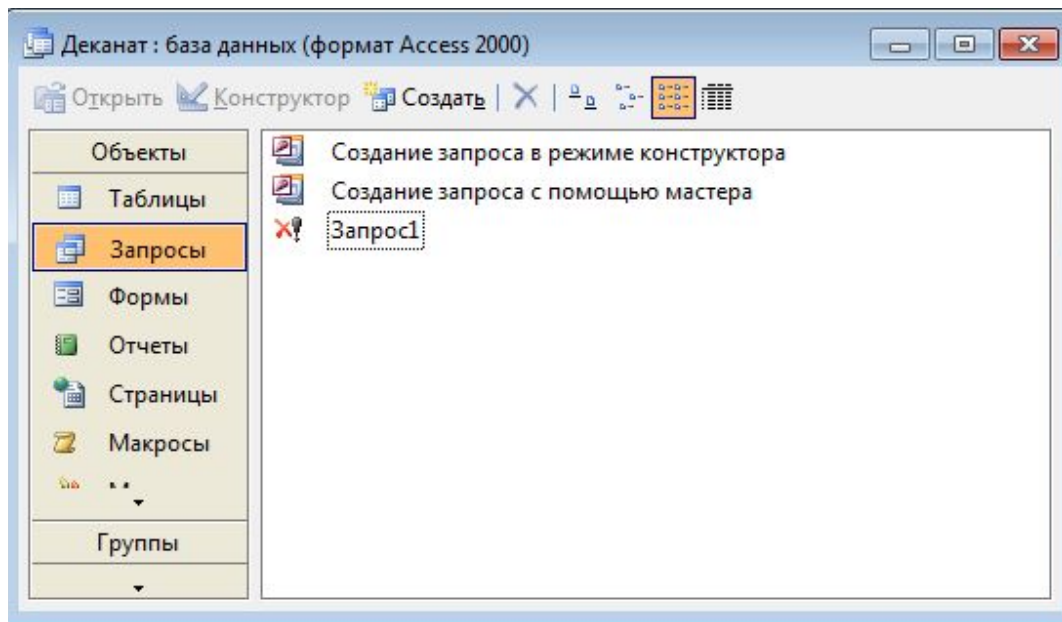 Деканат : база данных (формат Access 2000)
Открыть Конструктор Создать
Объекты
Таблицы
Запросы
Формы
Отчеты
Страницы
Макросы
Группы
Создание запроса в режиме конструктора
Создание запроса с помощью мастера
Запрос1